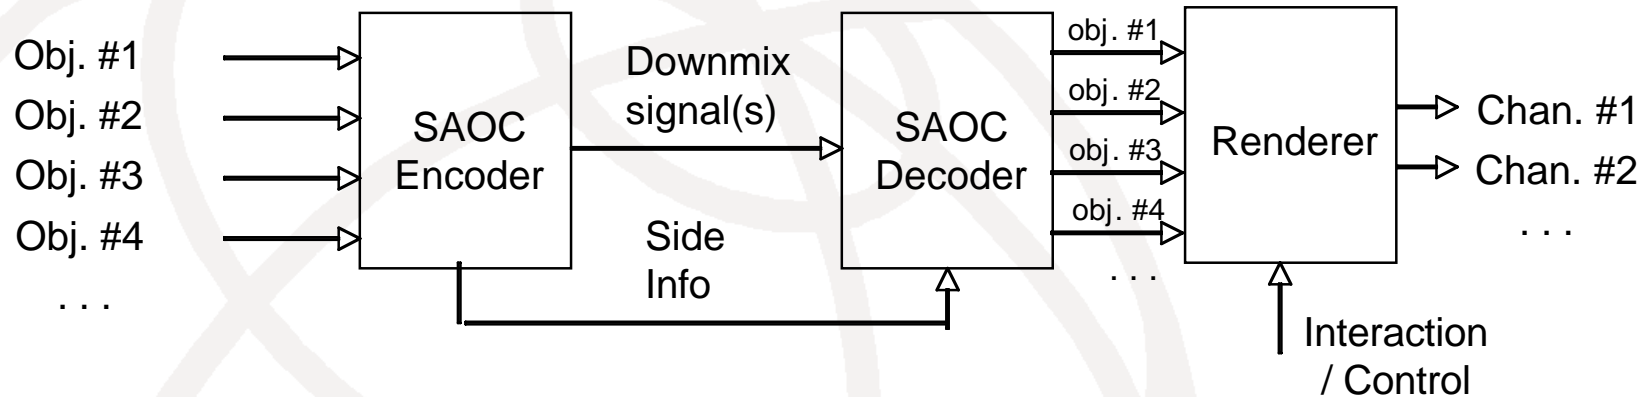 Obj. #1
Obj. #2
Obj. #3
Obj. #4
. . .
SAOC
Encoder
Downmix
signal(s)
Side
Info
SAOC
Decoder
obj. #1
obj. #2
obj. #3
obj. #4
. . .
Renderer
Interaction
/ Control
Chan. #1
Chan. #2
. . .